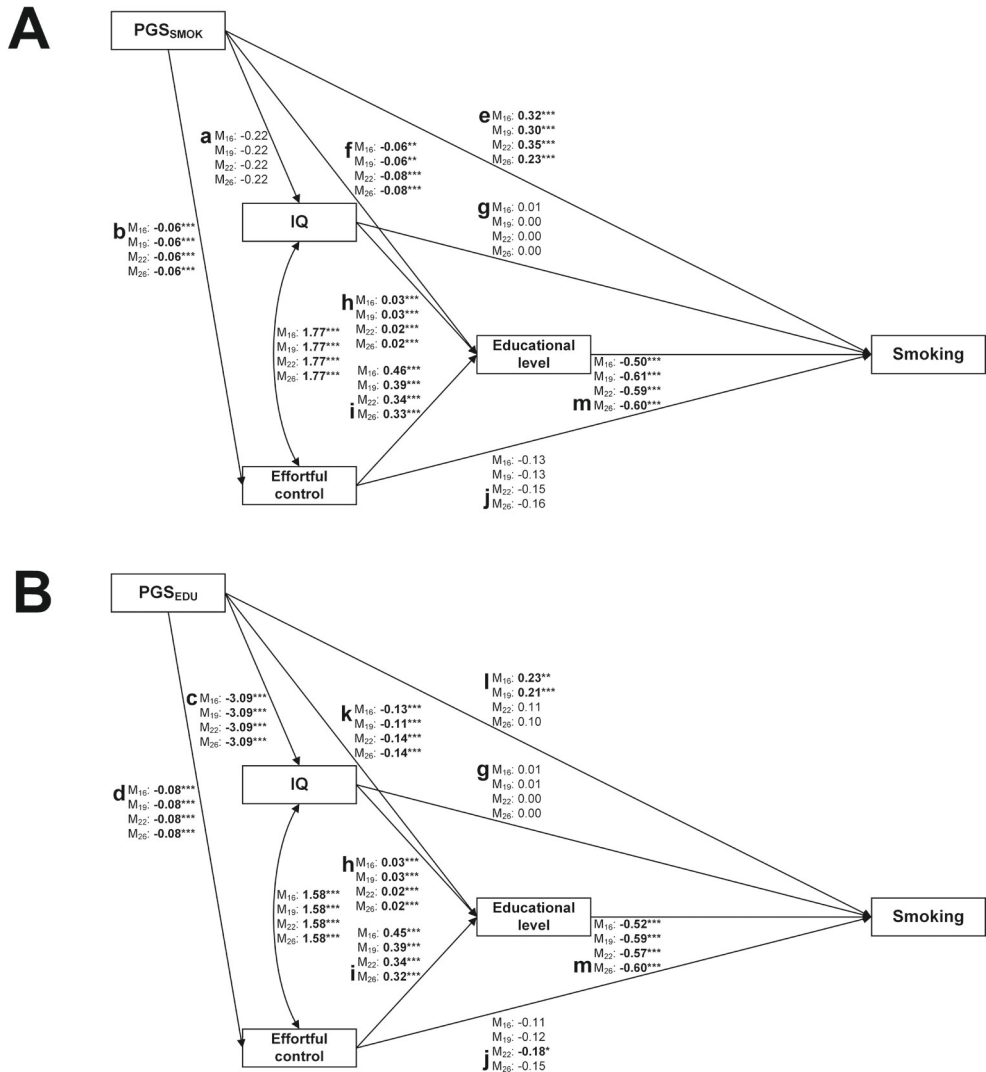 A
PGS_SMOK
a
M16: -0.22
M19: -0.22
M22: -0.22
M26: -0.22
f
M16: -0.06**
M19: -0.06**
M22: -0.08***
M26: -0.08***
e
M16: 0.32***
M19: 0.30***
M22: 0.35***
M26: 0.23***
b
M16: -0.06***
M19: -0.06***
M22: -0.06***
M26: -0.06***
IQ
g
M16: 0.01
M19: 0.00
M22: 0.00
M26: 0.00
M16: 1.77***
M19: 1.77***
M22: 1.77***
M26: 1.77***
h
M16: 0.03***
M19: 0.03***
M22: 0.02***
M26: 0.02***
i
M16: 0.46***
M19: 0.39***
M22: 0.34***
M26: 0.33***
Educational
level
m
M16: -0.50***
M19: -0.61***
M22: -0.59***
M26: -0.60***
Smoking
Effortful
control
j
M16: -0.13
M19: -0.13
M22: -0.15
M26: -0.16
B
PGS_EDU
c
M16: -3.09***
M19: -3.09***
M22: -3.09***
M26: -3.09***
k
M16: -0.13***
M19: -0.11***
M22: -0.14***
M26: -0.14***
l
M16: 0.23**
M19: 0.21***
M22: 0.11
M26: 0.10
d
M16: -0.08***
M19: -0.08***
M22: -0.08***
M26: -0.08***
IQ
g
M16: 0.01
M19: 0.01
M22: 0.00
M26: 0.00
M16: 1.58***
M19: 1.58***
M22: 1.58***
M26: 1.58***
h
M16: 0.03***
M19: 0.03***
M22: 0.02***
M26: 0.02***
i
M16: 0.45***
M19: 0.39***
M22: 0.34***
M26: 0.32***
Educational
level
m
M16: -0.52***
M19: -0.59***
M22: -0.57***
M26: -0.60***
Smoking
Effortful
control
j
M16: -0.11
M19: -0.12
M22: -0.18*
M26: -0.15